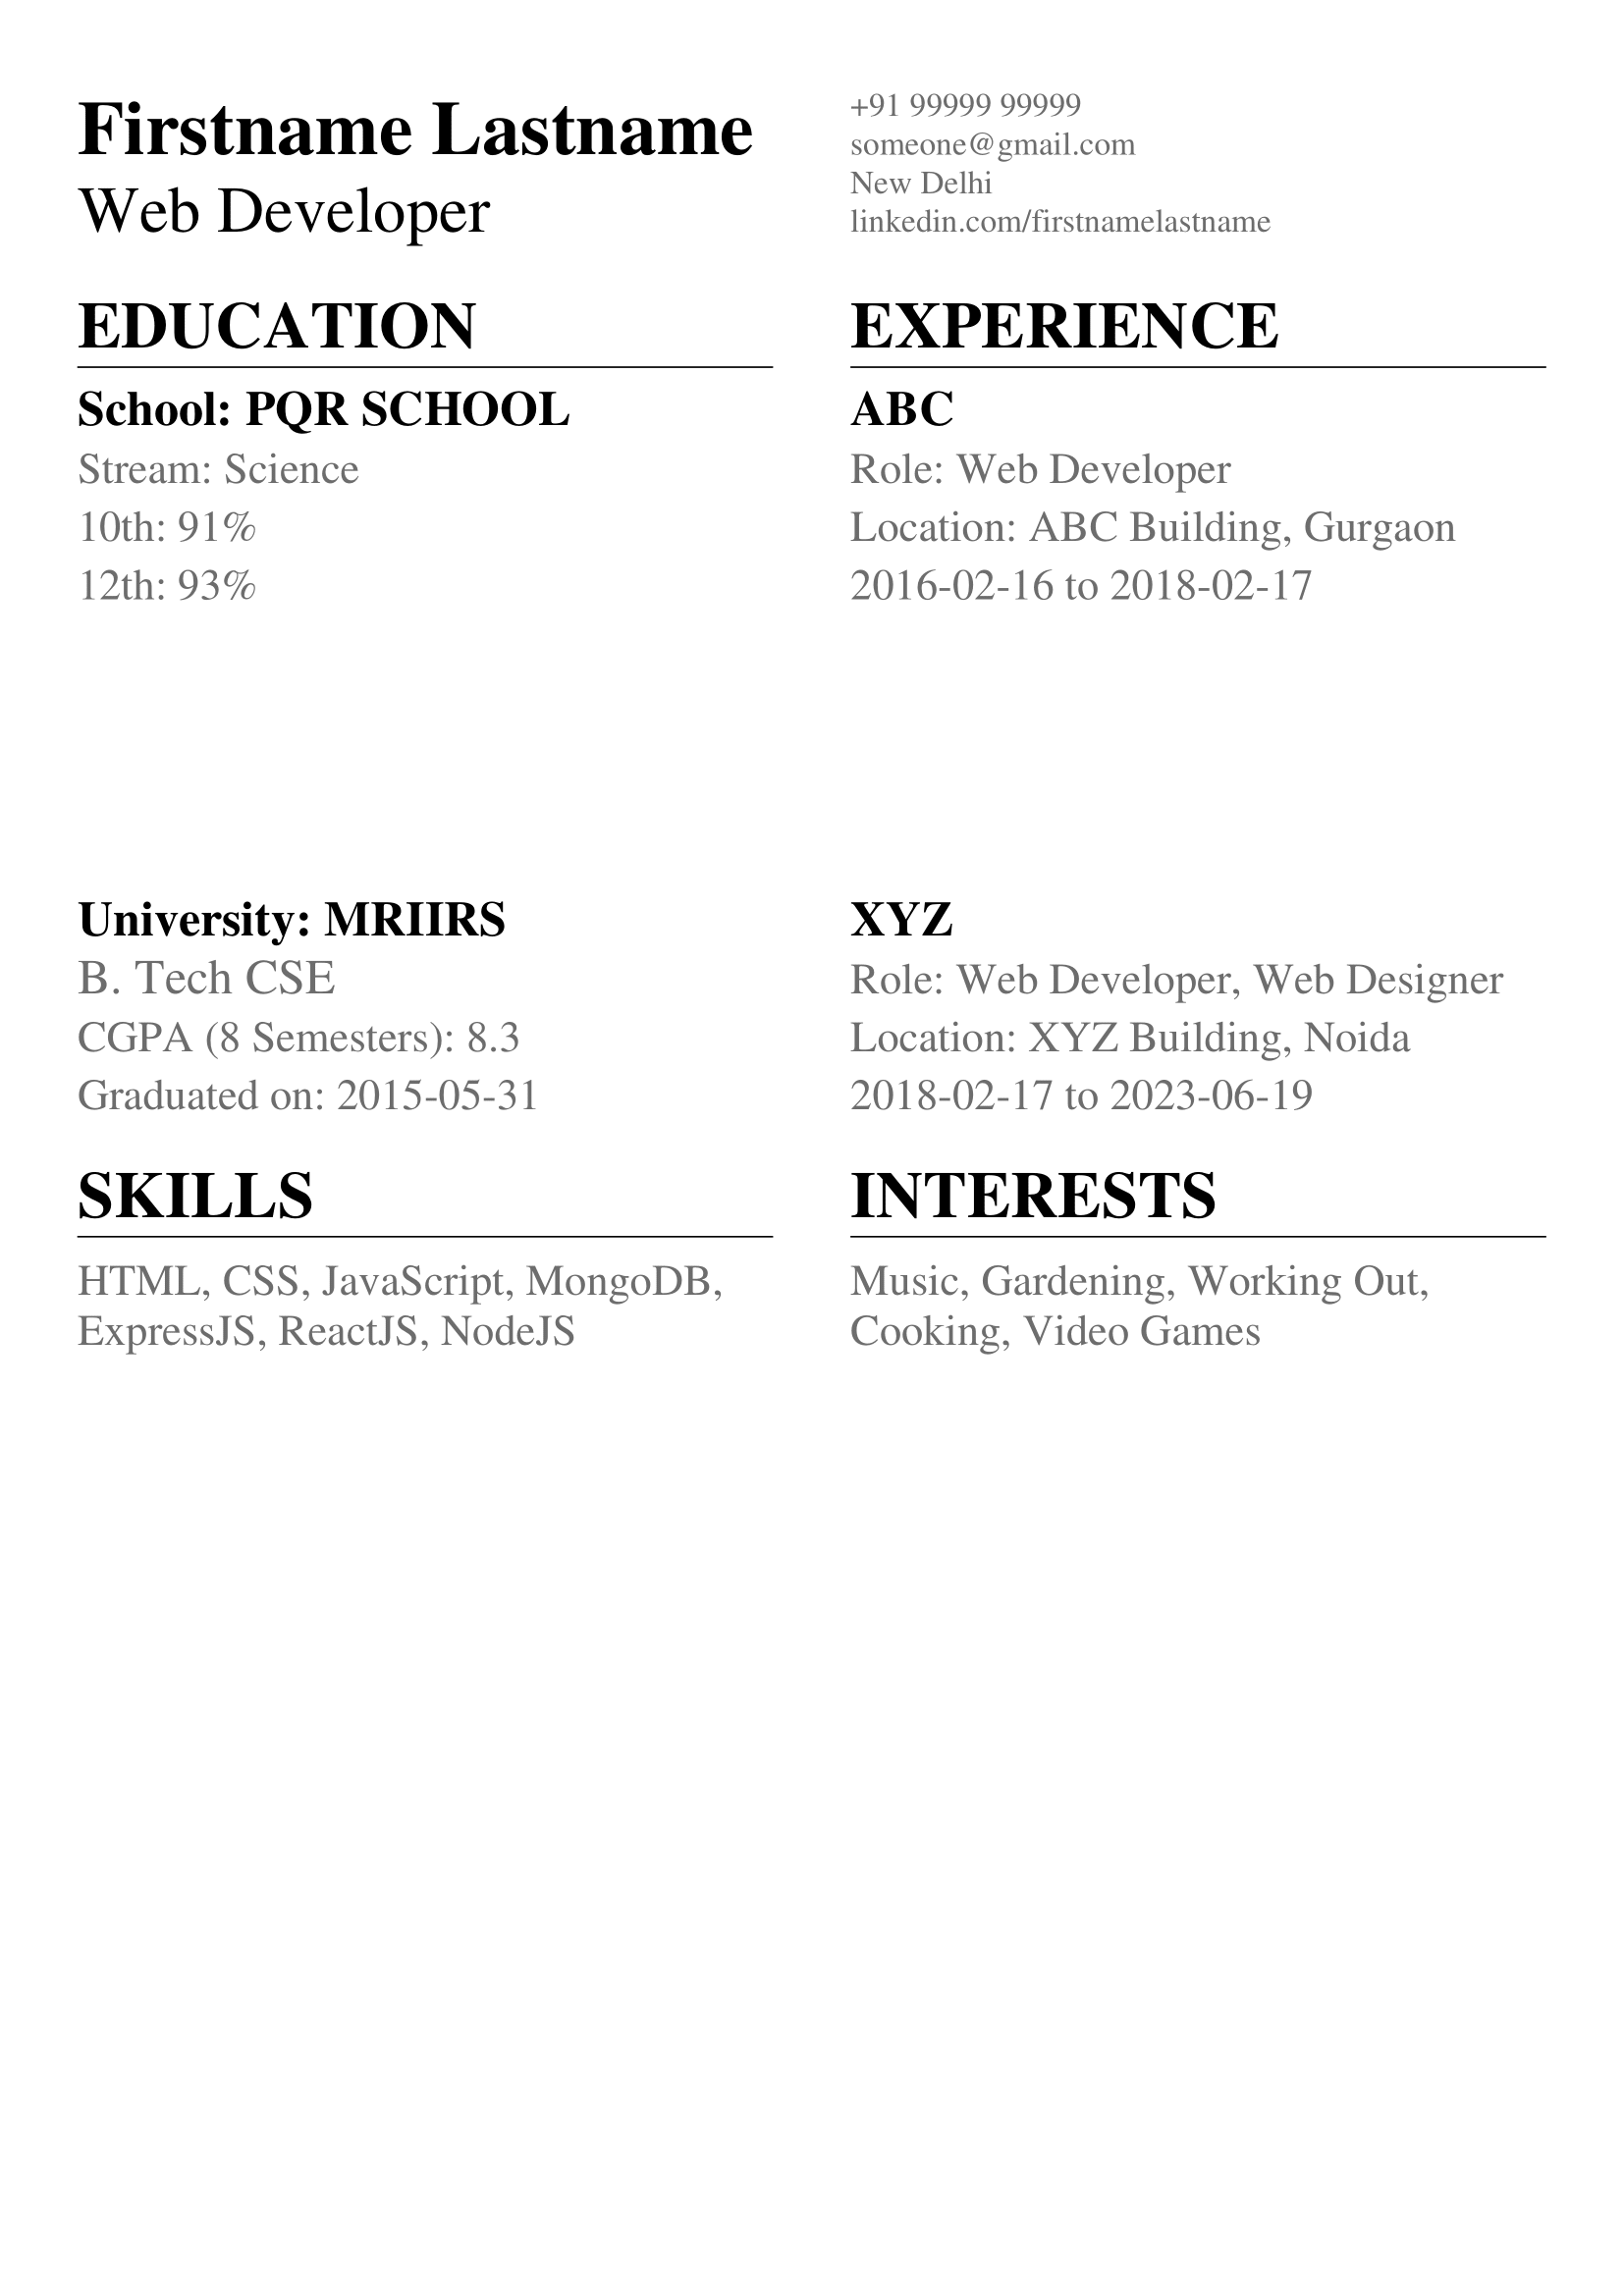 Firstname Lastname
Web Developer
+91 99999 99999
someone@gmail.com
New Delhi
linkedin.com/firstnamelastname
EDUCATION
School: PQR SCHOOL
Stream: Science
10th: 91%
12th: 93%
University: MRIIRS
B. Tech CSE
CGPA (8 Semesters): 8.3
Graduated on: 2015-05-31
EXPERIENCE
ABC
Role: Web Developer
Location: ABC Building, Gurgaon
2016-02-16 to 2018-02-17
XYZ
Role: Web Developer, Web Designer
Location: XYZ Building, Noida
2018-02-17 to 2023-06-19
SKILLS
HTML, CSS, JavaScript, MongoDB,
ExpressJS, ReactJS, NodeJS
INTERESTS
Music, Gardening, Working Out,
Cooking, Video Games